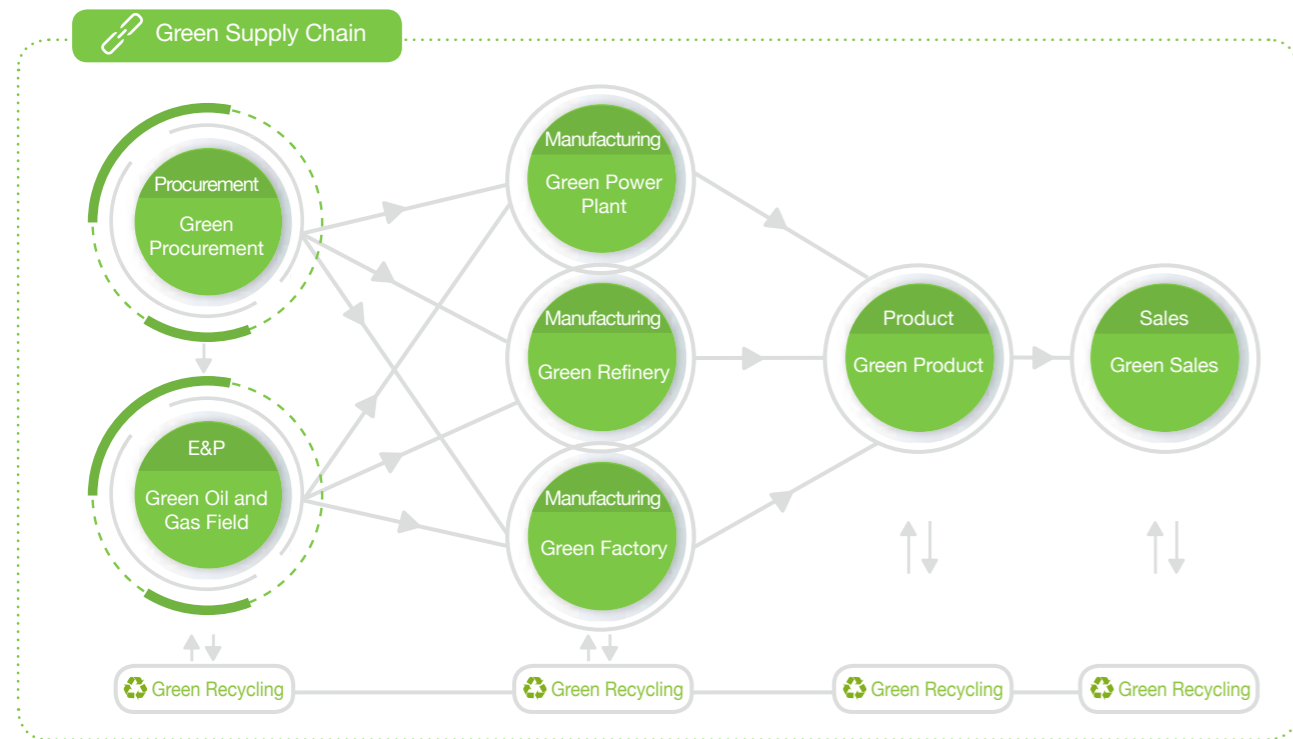 Green Supply Chain
Procurement
Green
Procurement
E&P
Green Oil and
Gas Field
Manufacturing
Green Power
Plant
Manufacturing
Green Refinery
Manufacturing
Green Factory
Product
Green Product
Sales
Green Sales
Green Recycling
Green Recycling
Green Recycling
Green Recycling